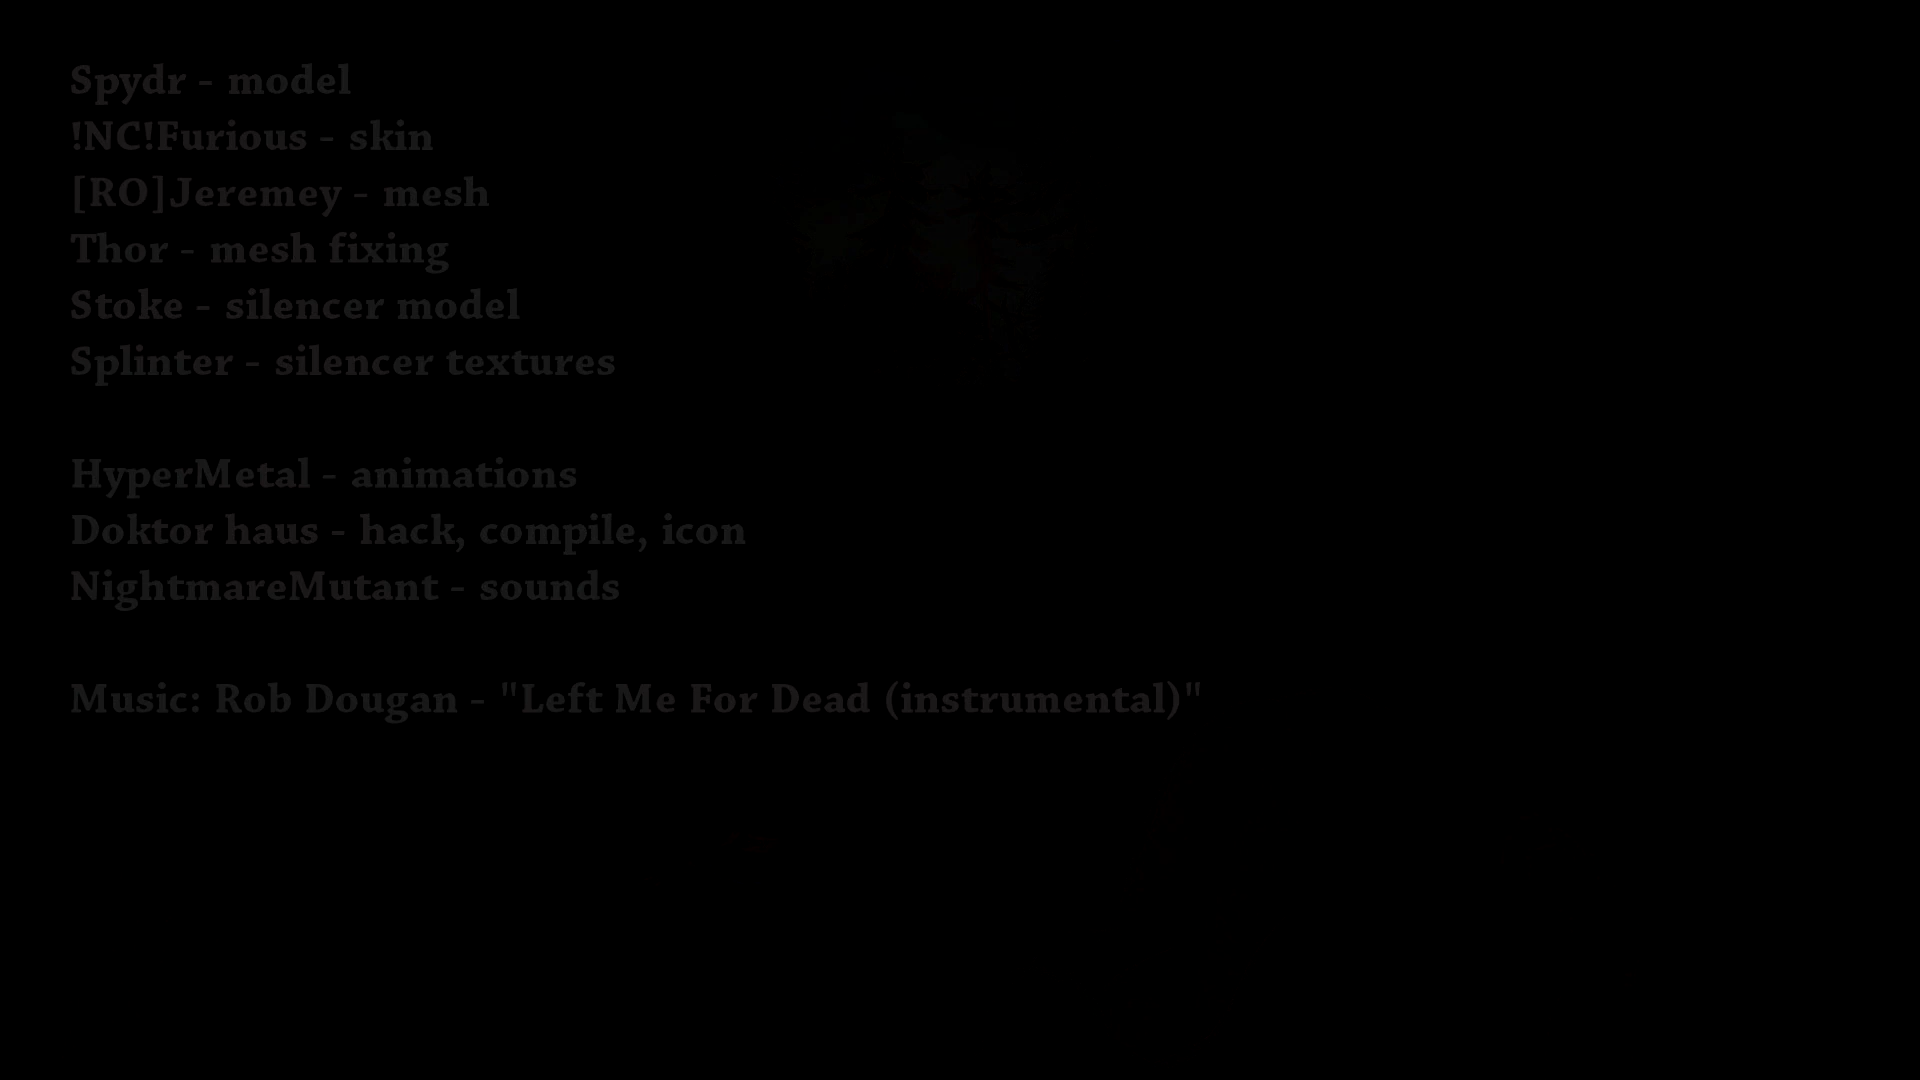 Spydr - model
!NC!Furious - skin
[RO]Jeremey - mesh
Thor - mesh fixing
Stoke - silencer model
Splinter - silencer textures
HyperMetal - animations
Doktor haus - hack, compile, icon
NightmareMutant - sounds
Music: Rob Dougan - "Left Me For Dead (instrumental)"